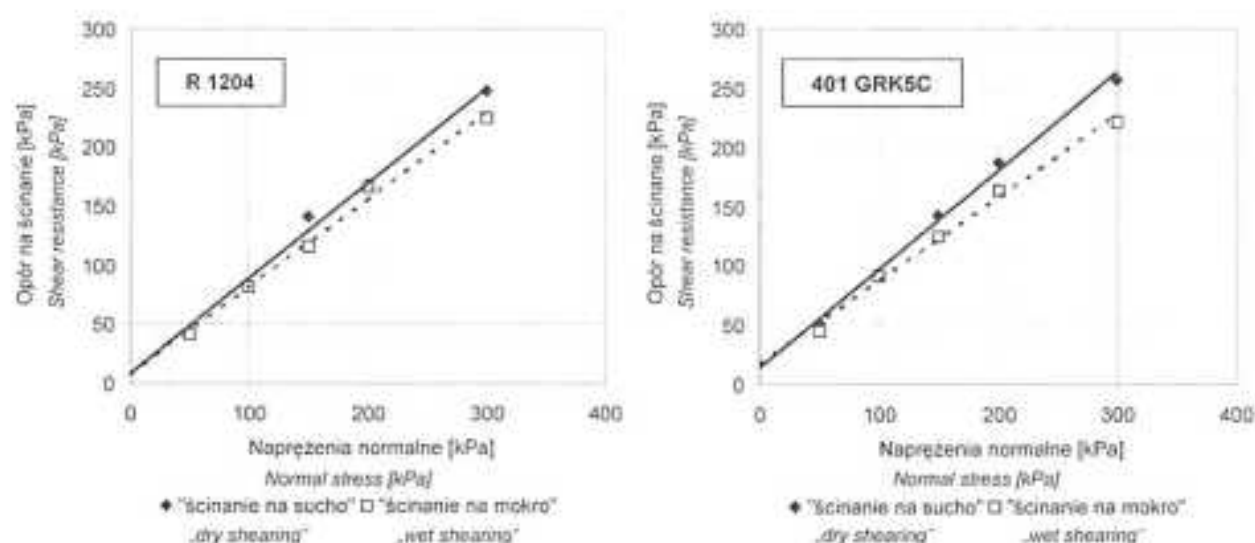 300
250
200
150
100
50
0
R 1204
Opór na ścinanie [kPa]
Shear resistance [kPa]
0 100 200 300 400
Naprężenia normalne [kPa]
Normal stress [kPa]
◆ "ścinanie na sucho" □ "ścinanie na mokro"
„dry shearing" „wet shearing"
300
250
200
150
100
50
0
401 GRK5C
Opór na ścinanie [kPa]
Shear resistance [kPa]
0 100 200 300 400
Naprężenia normalne [kPa]
Normal stress [kPa]
◆ "ścinanie na sucho" □ "ścinanie na mokro"
„dry shearing" „wet shearing"